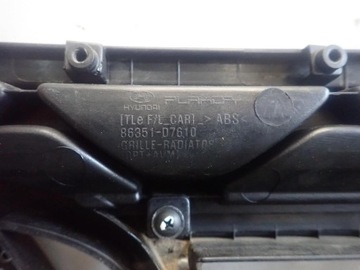 HYUNDAI
[TLe F/L_CAR]_>ABS<
86351-D7610
GRILLE-RADIATOR